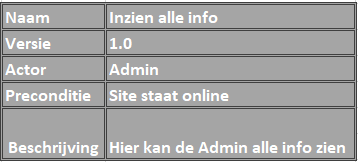 Naam Inzien alle info
Versie 1.0
Actor Admin
Preconditie Site staat online
Beschrijving Hier kan de Admin alle info zien